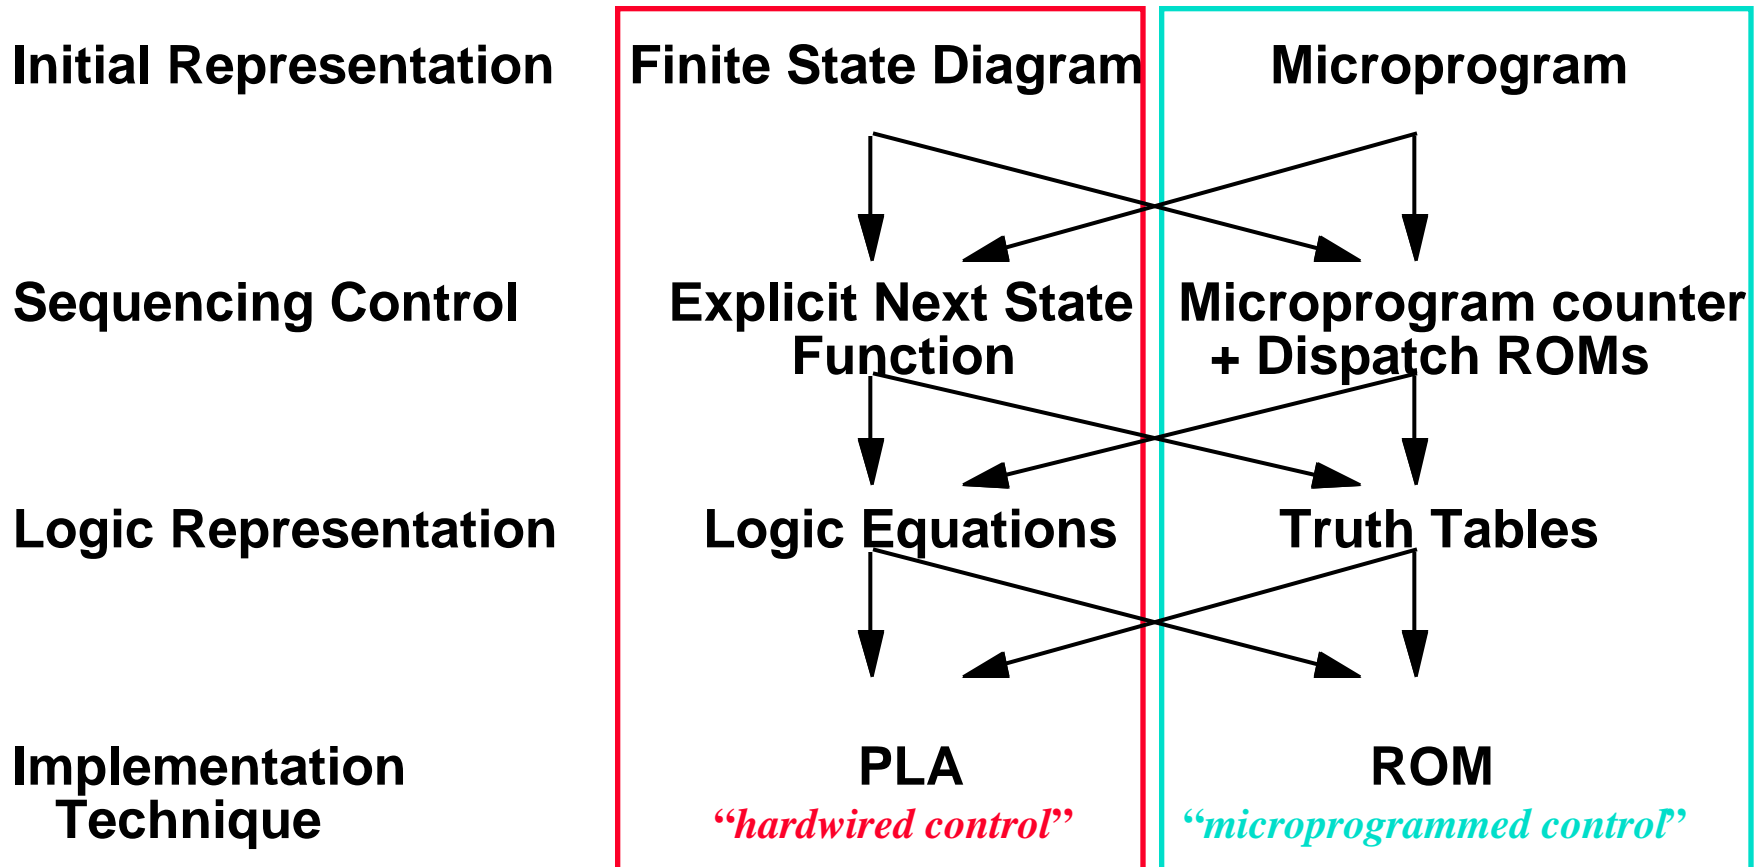 Initial Representation Finite State Diagram Microprogram
Sequencing Control Explicit Next State Microprogram counter
Function + Dispatch ROMs
Logic Representation Logic Equations Truth Tables
Implementation PLA ROM
Technique “hardwired control” “microprogrammed control”